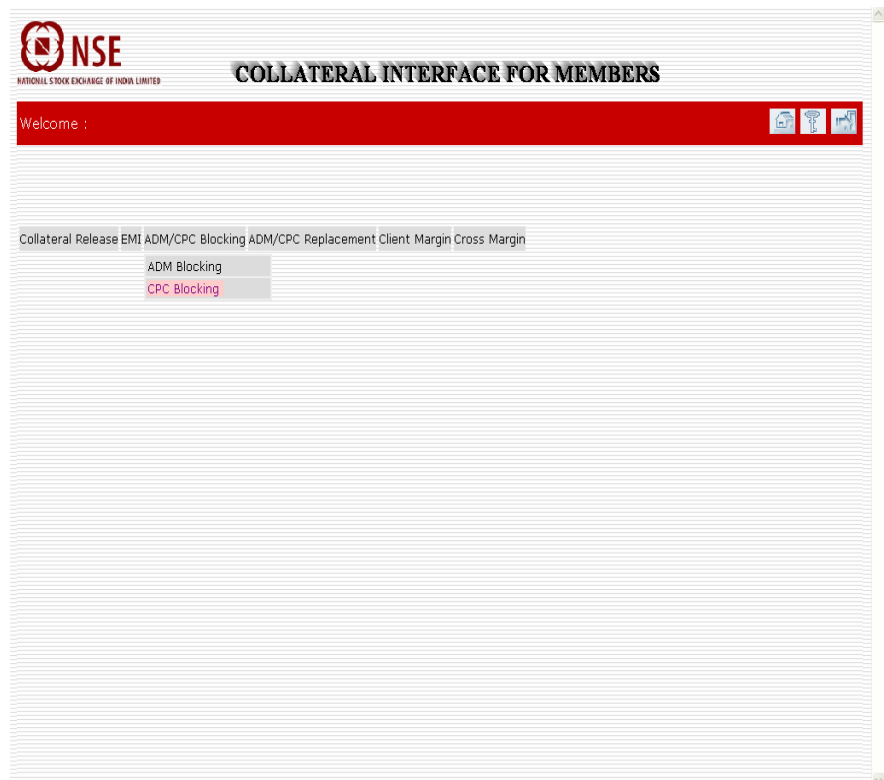 NSE
NATIONAL STOCK EXCHANGE OF INDIA LIMITED
COLLATERAL INTERFACE FOR MEMBERS
Welcome :
Collateral Release EMI ADM/CPC Blocking ADM/CPC Replacement Client Margin Cross Margin
ADM Blocking
CPC Blocking